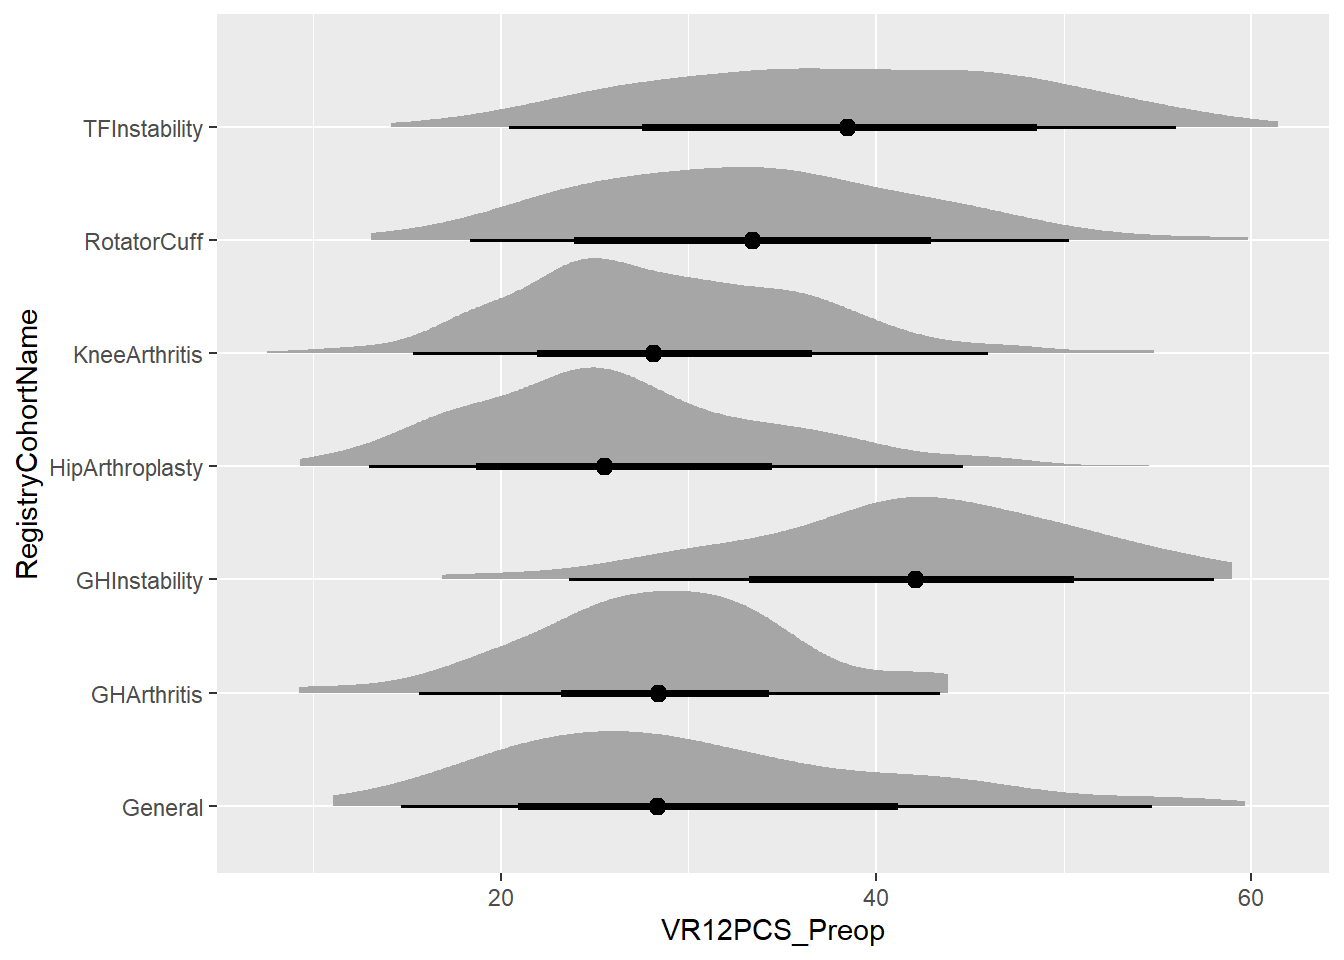 RegistryCohortName
TFInstability
RotatorCuff
KneeArthritis
HipArthroplasty
GHInstability
GHArthritis
General
20 40 60
VR12PCS_Preop